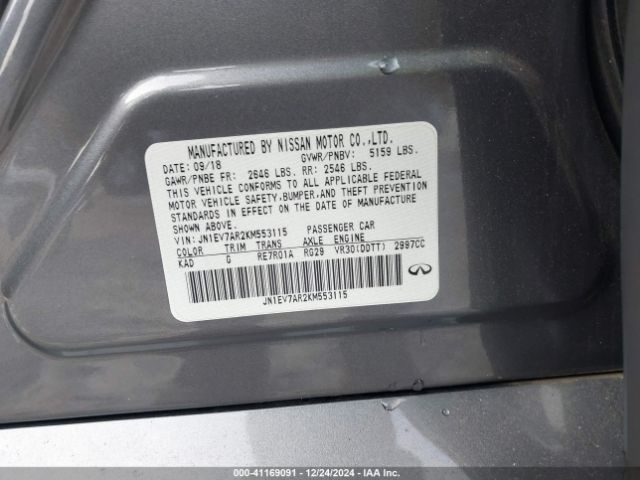 MANUFACTURED BY NISSAN MOTOR CO.,LTD.
DATE: 09/18 GVWR/PNBV: 5159 LBS.
GAWR/PNBE FR: 2646 LBS. RR: 2546 LBS.
THIS VEHICLE CONFORMS TO ALL APPLICABLE FEDERAL
MOTOR VEHICLE SAFETY,BUMPER,AND THEFT PREVENTION
STANDARDS IN EFFECT ON THE DATE OF MANUFACTURE
SHOWN ABOVE.
VIN: JN1EV7AR2KM553115 PASSENGER CAR
COLOR TRIM TRANS AXLE ENGINE
KAD G RE7R01A RG29 VR30(DDTT) 2997CC
JN1EV7AR2KM553115
000-41169091 - 12/24/2024 - IAA Inc.